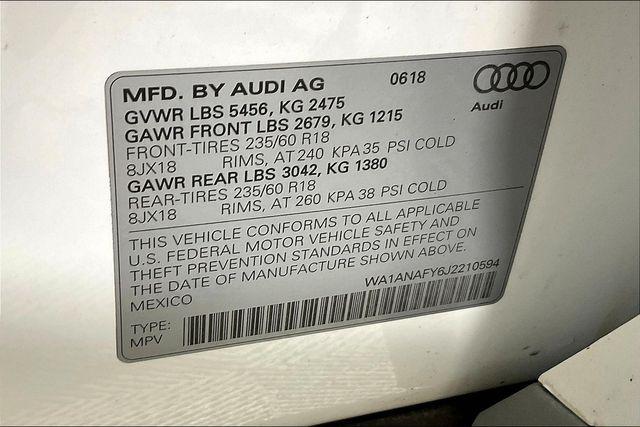 MFD. BY AUDI AG 0618
Audi
GVWR LBS 5456, KG 2475
GAWR FRONT LBS 2679, KG 1215
FRONT-TIRES 235/60 R18
8JX18 RIMS, AT 240 KPA 35 PSI COLD
GAWR REAR LBS 3042, KG 1380
REAR-TIRES 235/60 R18
8JX18 RIMS, AT 260 KPA 38 PSI COLD
THIS VEHICLE CONFORMS TO ALL APPLICABLE
U.S. FEDERAL MOTOR VEHICLE SAFETY AND
THEFT PREVENTION STANDARDS IN EFFECT ON
THE DATE OF MANUFACTURE SHOWN ABOVE.
MEXICO WA1ANAFY6J2210594
TYPE:
MPV